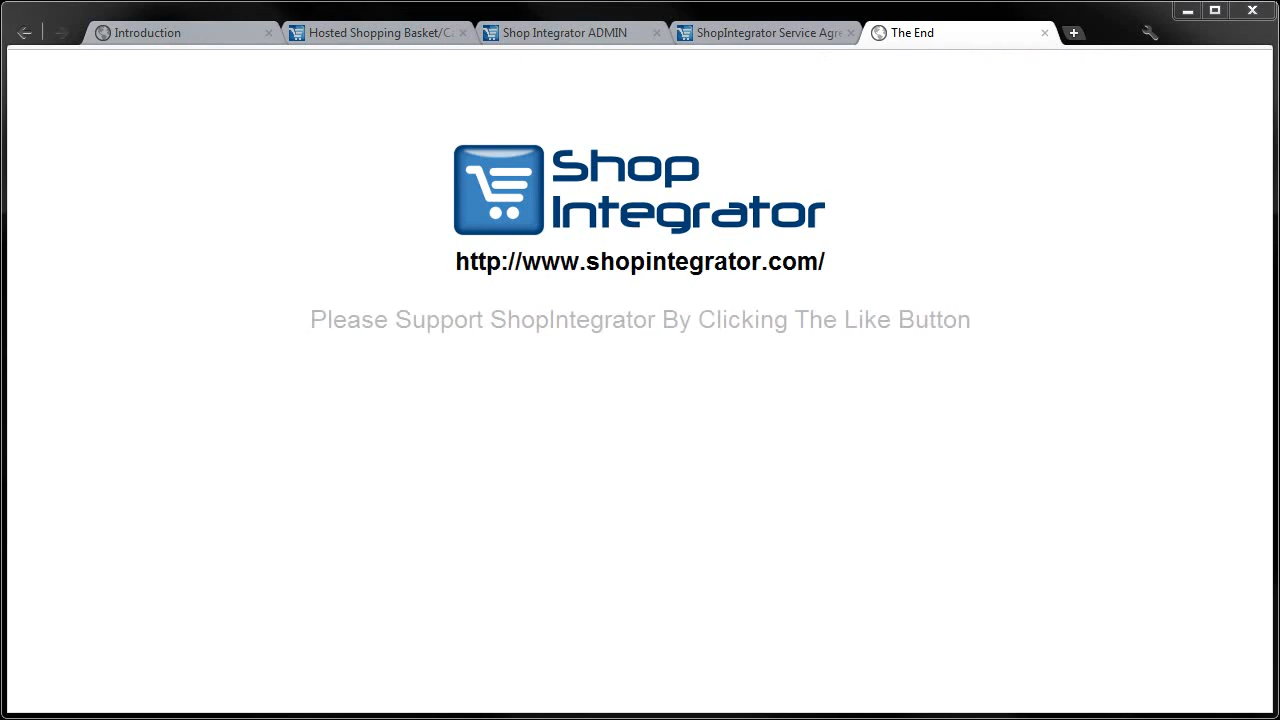 Introduction
Hosted Shopping Basket/Ca
Shop Integrator ADMIN
ShopIntegrator Service Agre
The End
Shop
Integrator
http://www.shopintegrator.com/
Please Support ShopIntegrator By Clicking The Like Button